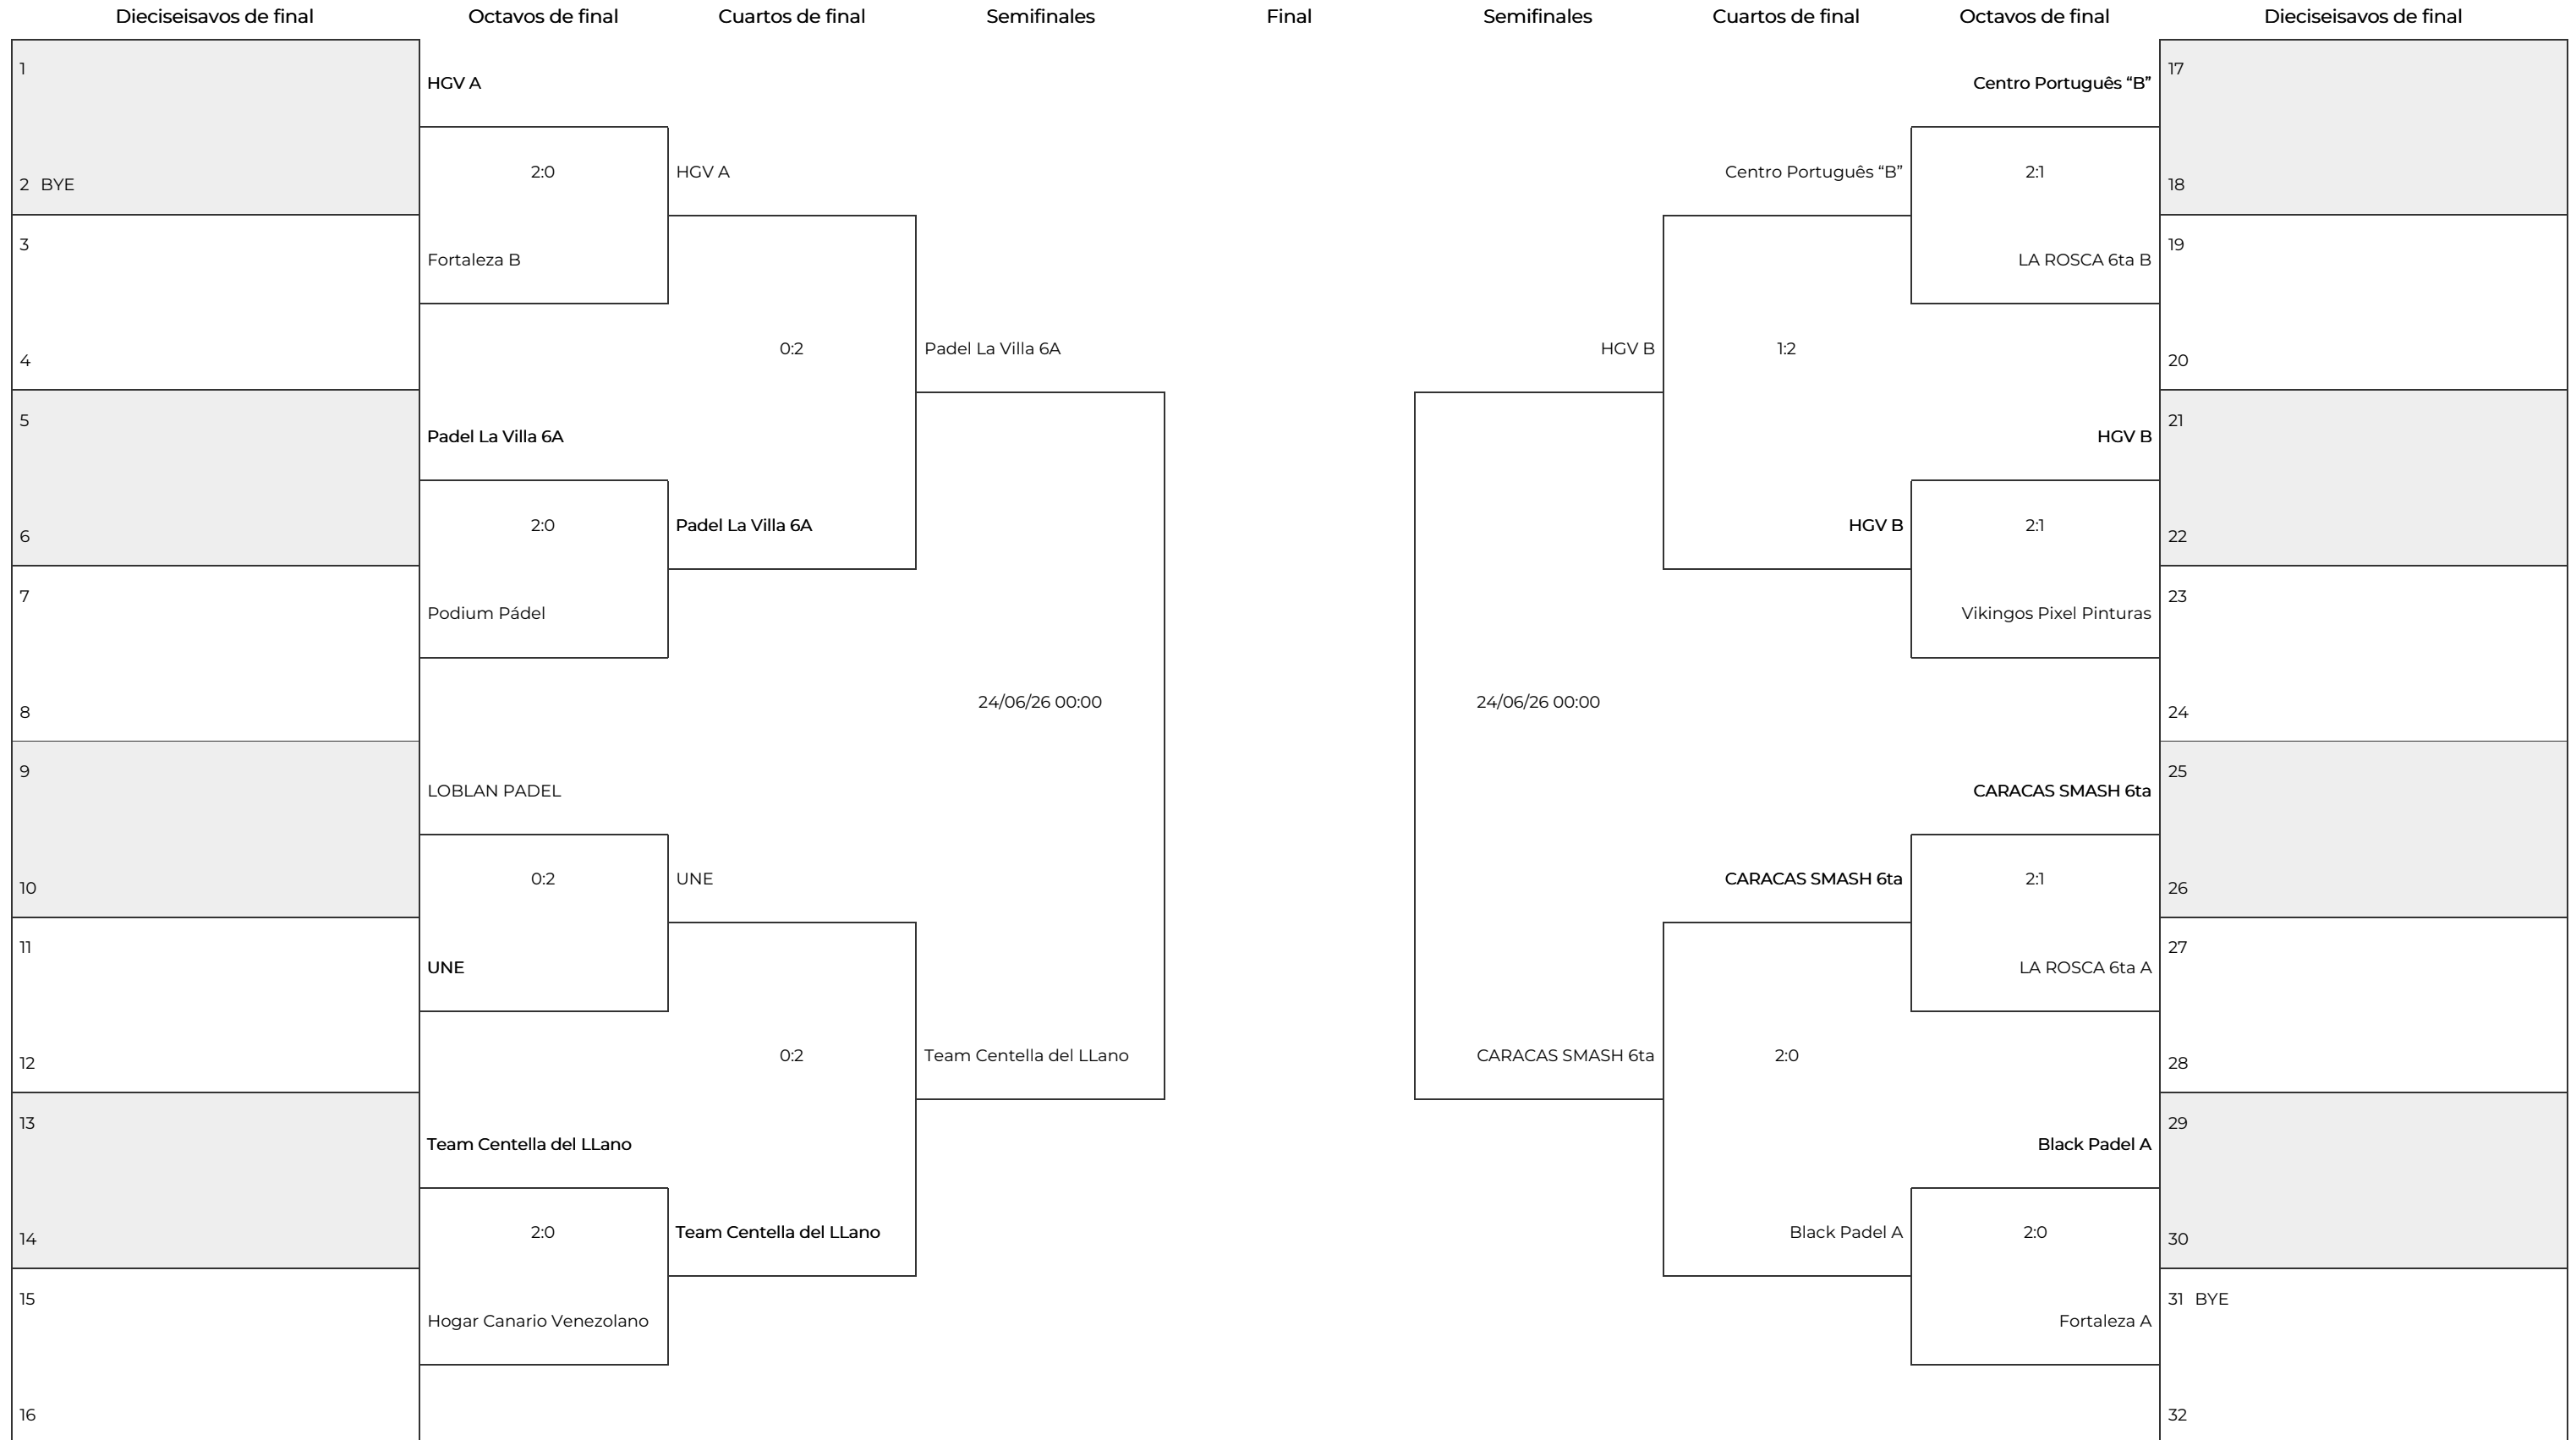 Dieciseisavos de final Octavos de final Cuartos de final Semifinales Final Semifinales Cuartos de final Octavos de final Dieciseisavos de final
1 17
HGV A Centro Português “B”
2:0 HGV A Centro Português “B” 2:1
2 BYE 18
3 19
Fortaleza B LA ROSCA 6ta B
0:2 Padel La Villa 6A HGV B 1:2
4 20
5 21
Padel La Villa 6A HGV B
2:0 Padel La Villa 6A HGV B 2:1
6 22
7 23
Podium Pádel Vikingos Pixel Pinturas
24/06/26 00:00 24/06/26 00:00
8 24
9 25
LOBLAN PADEL CARACAS SMASH 6ta
0:2 UNE CARACAS SMASH 6ta 2:1
10 26
11 27
UNE LA ROSCA 6ta A
0:2 Team Centella del LLano CARACAS SMASH 6ta 2:0
12 28
13 29
Team Centella del LLano Black Padel A
2:0 Team Centella del LLano Black Padel A 2:0
14 30
15 31 BYE
Hogar Canario Venezolano Fortaleza A
16 32